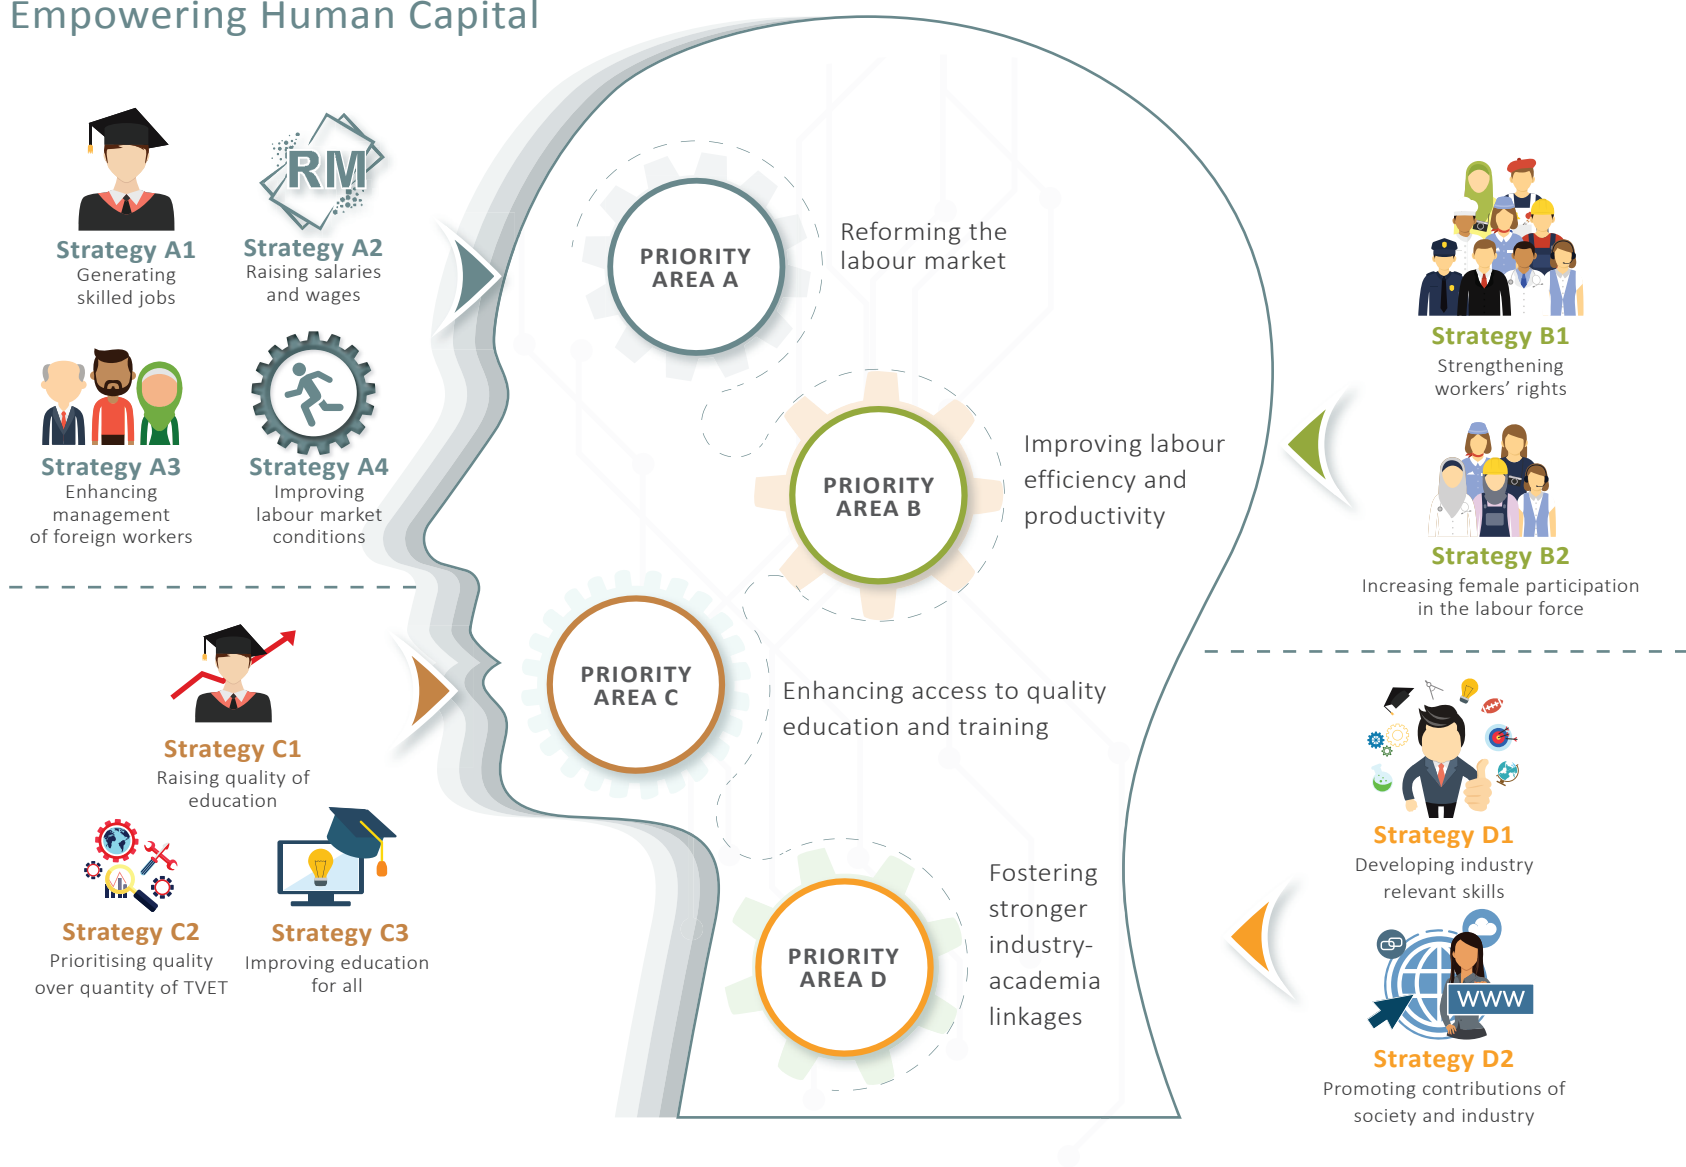 Empowering Human Capital
Strategy A1
Generating
skilled jobs
RM
Strategy A2
Raising salaries
and wages
Strategy A3
Enhancing
management
of foreign workers
Strategy A4
Improving
labour market
conditions
PRIORITY
AREA A
Reforming the
labour market
PRIORITY
AREA B
Improving labour
efficiency and
productivity
Strategy B1
Strengthening
workers’ rights
Strategy B2
Increasing female participation
in the labour force
Strategy C1
Raising quality of
education
Strategy C2
Prioritising quality
over quantity of TVET
Strategy C3
Improving education
for all
PRIORITY
AREA C
Enhancing access to quality
education and training
PRIORITY
AREA D
Fostering
stronger
industry-
academia
linkages
Strategy D1
Developing industry
relevant skills
WWW
Strategy D2
Promoting contributions of
society and industry